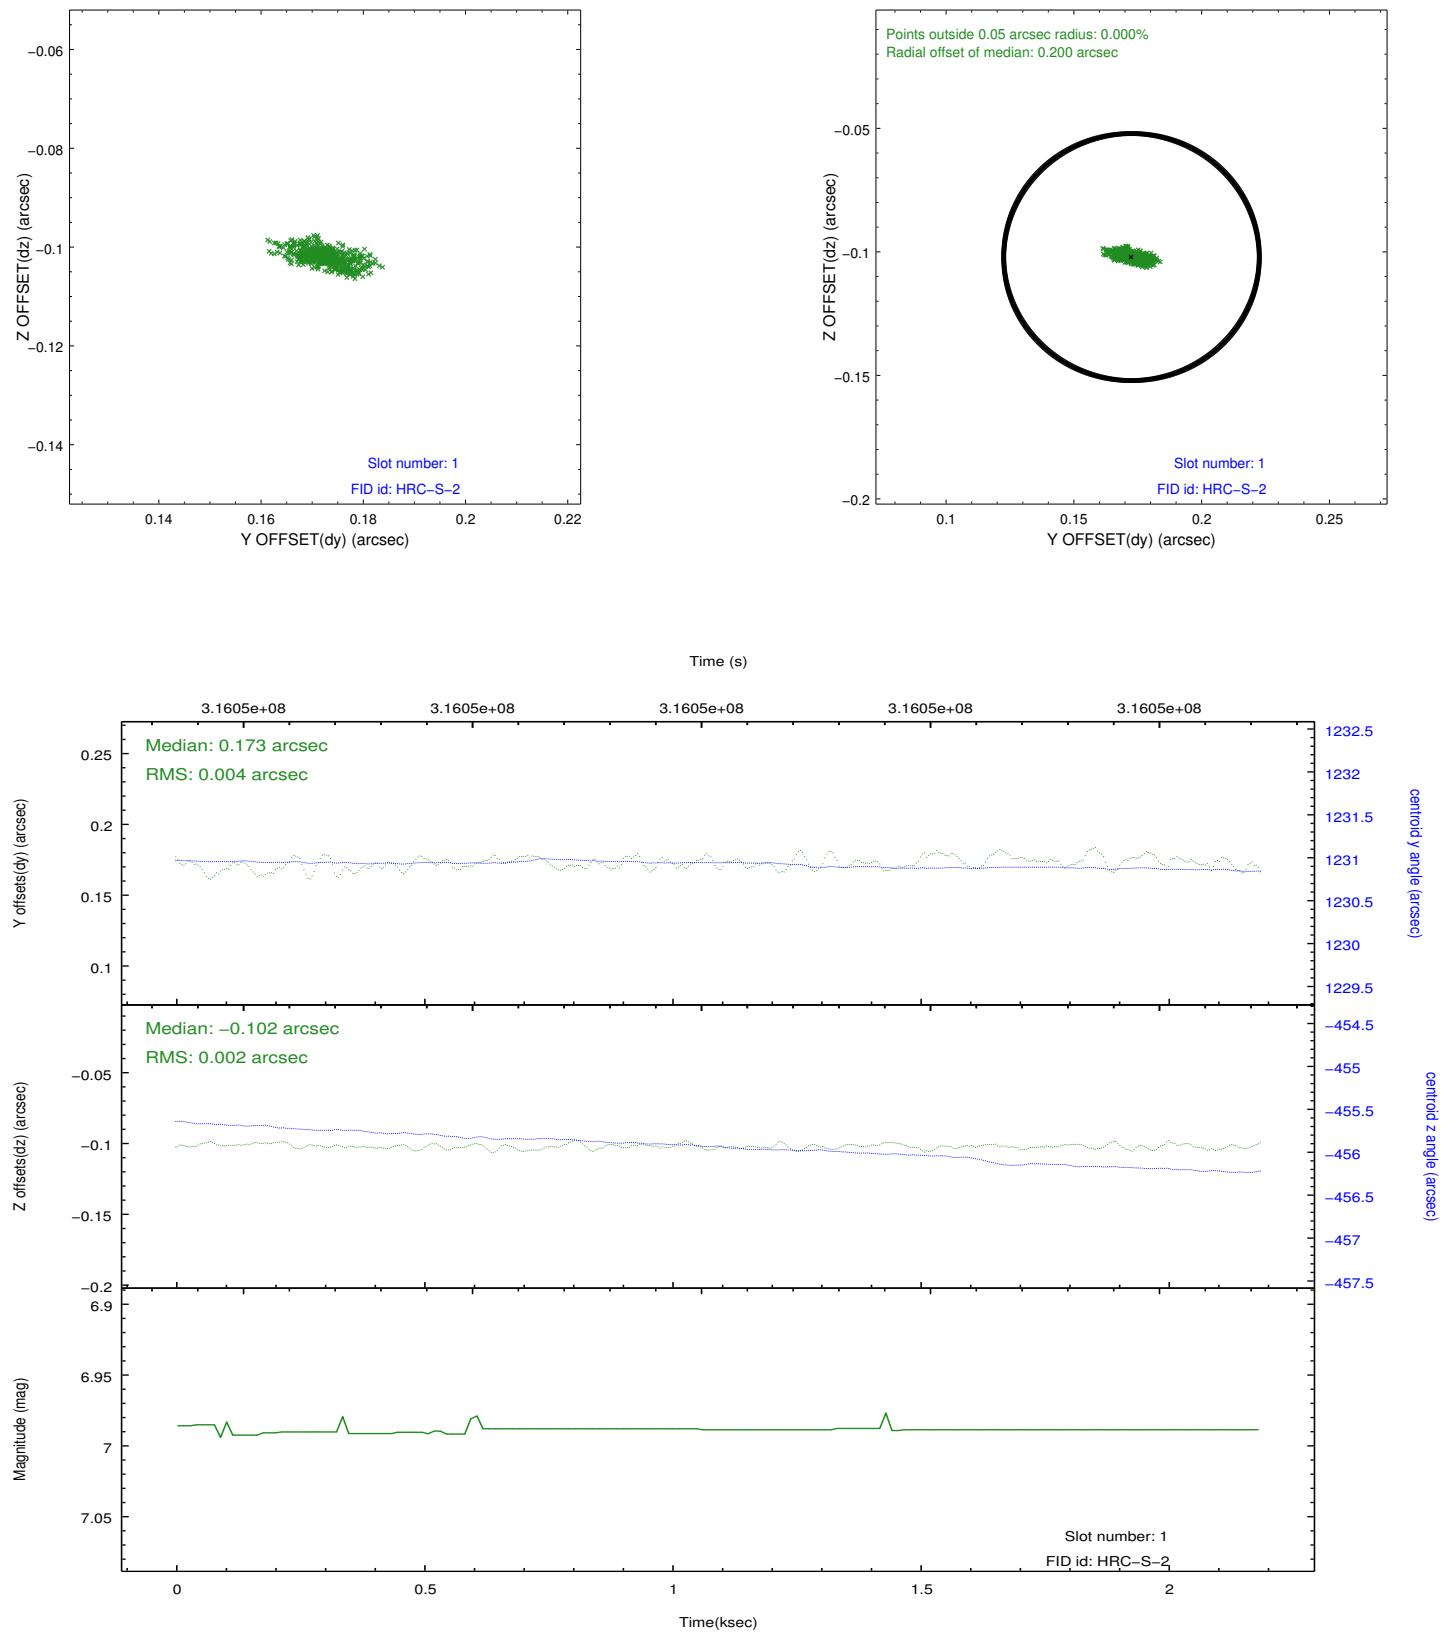 −0.06
−0.08
−0.1
−0.12
−0.14
Z OFFSET(dz) (arcsec)
Slot number: 1
FID id: HRC−S−2
0.14 0.16 0.18 0.2 0.22
Y OFFSET(dy) (arcsec)
Points outside 0.05 arcsec radius: 0.000%
Radial offset of median: 0.200 arcsec
−0.05
−0.1
−0.15
−0.2
Z OFFSET(dz) (arcsec)
Slot number: 1
FID id: HRC−S−2
0.1 0.15 0.2 0.25
Y OFFSET(dy) (arcsec)
Time (s)
3.1605e+08 3.1605e+08 3.1605e+08 3.1605e+08 3.1605e+08
Median: 0.173 arcsec
RMS: 0.004 arcsec
0.25
0.2
0.15
0.1
Y offsets(dy) (arcsec)
1232.5
1232
1231.5
1231
1230.5
1230
1229.5
centroid y angle (arcsec)
Median: −0.102 arcsec
RMS: 0.002 arcsec
−0.05
−0.1
−0.15
−0.2
Z offsets(dz) (arcsec)
−454.5
−455
−455.5
−456
−456.5
−457
−457.5
centroid z angle (arcsec)
6.9
6.95
7
7.05
Magnitude (mag)
Slot number: 1
FID id: HRC−S−2
0 0.5 1 1.5 2
Time(ksec)